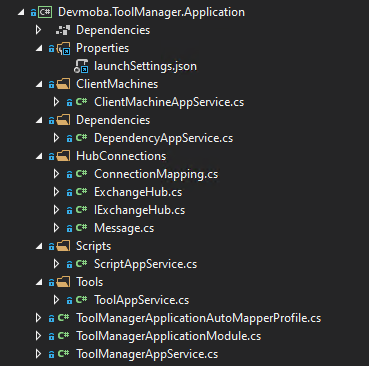 Devmoba.ToolManager.Application
Dependencies
Properties
launchSettings.json
ClientMachines
C# ClientMachineAppService.cs
Dependencies
C# DependencyAppService.cs
HubConnections
C# ConnectionMapping.cs
C# ExchangeHub.cs
C# IExchangeHub.cs
C# Message.cs
Scripts
C# ScriptAppService.cs
Tools
C# ToolAppService.cs
C# ToolManagerApplicationAutoMapperProfile.cs
C# ToolManagerApplicationModule.cs
C# ToolManagerAppService.cs